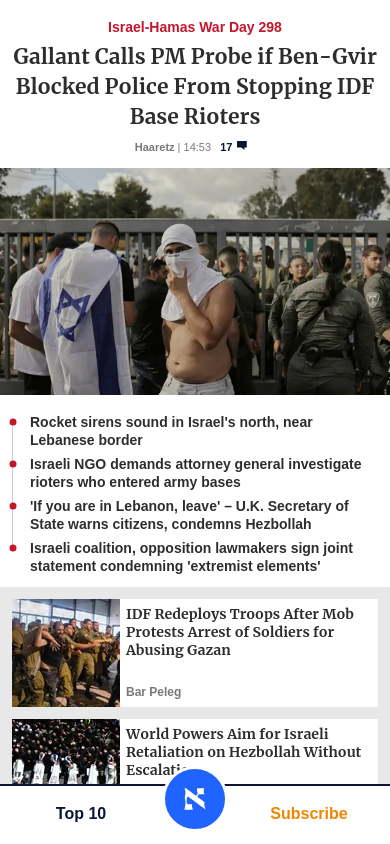 Israel-Hamas War Day 298
Gallant Calls PM Probe if Ben-Gvir
Blocked Police From Stopping IDF
Base Rioters
Haaretz | 14:53 17
Rocket sirens sound in Israel's north, near
Lebanese border
Israeli NGO demands attorney general investigate
rioters who entered army bases
'If you are in Lebanon, leave' – U.K. Secretary of
State warns citizens, condemns Hezbollah
Israeli coalition, opposition lawmakers sign joint
statement condemning 'extremist elements'
IDF Redeploys Troops After Mob
Protests Arrest of Soldiers for
Abusing Gazan
Bar Peleg
World Powers Aim for Israeli
Retaliation on Hezbollah Without
Top 10
א
Subscribe